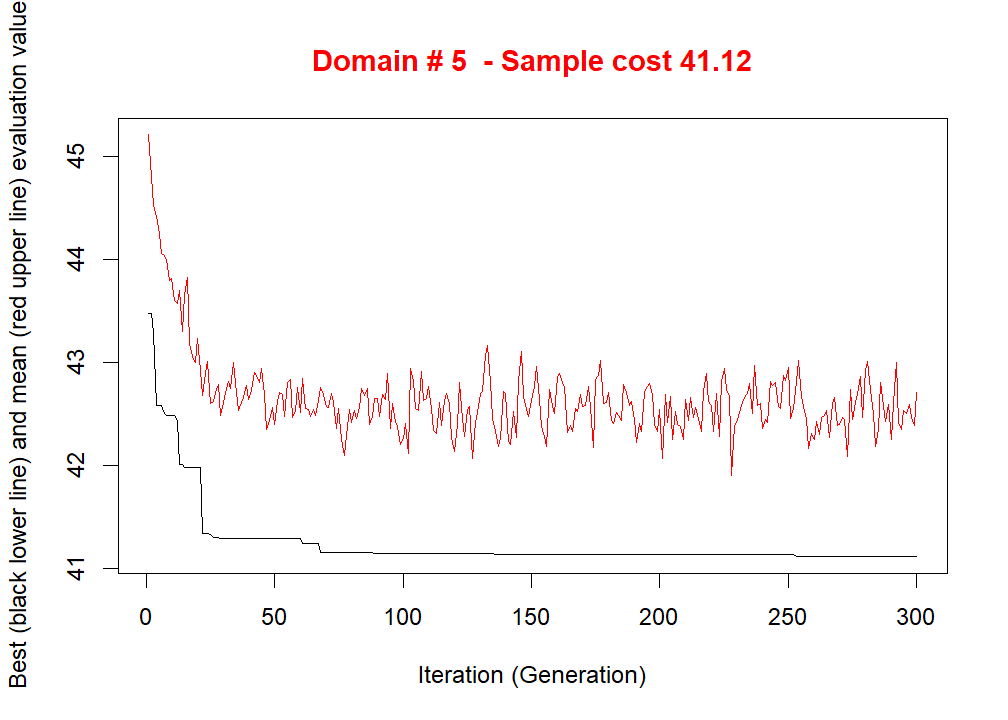 Domain # 5  - Sample cost 41.12
Best (black lower line) and mean (red upper line) evaluation value
45
44
43
42
41
0 50 100 150 200 250 300
Iteration (Generation)